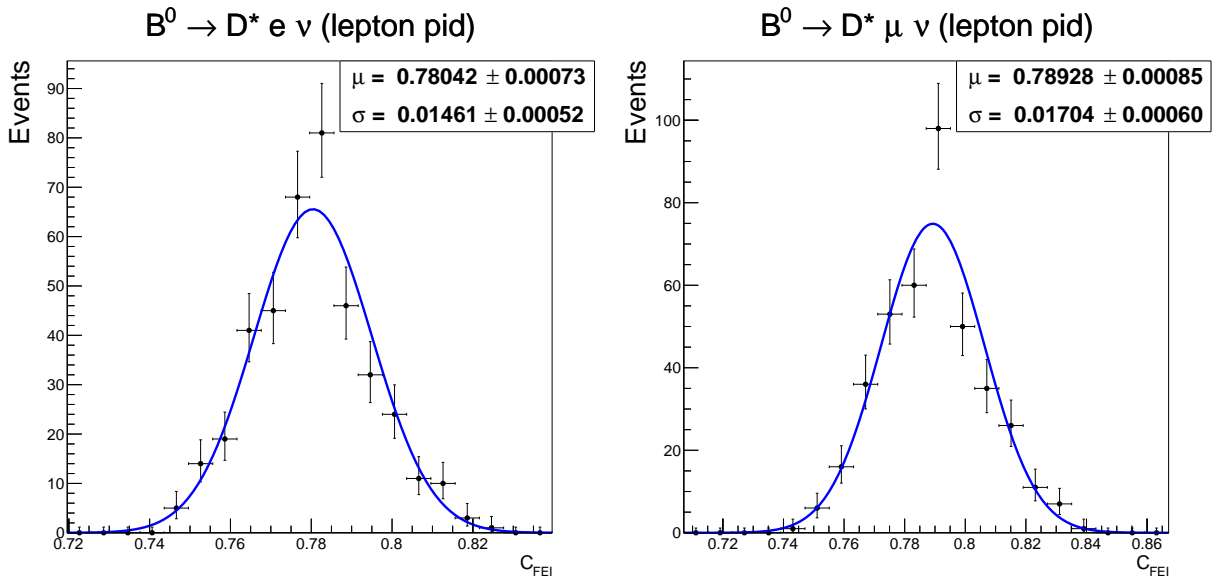 B⁰ → D* e ν (lepton pid)
Events
μ = 0.78042 ± 0.00073
σ = 0.01461 ± 0.00052
90
80
70
60
50
40
30
20
10
0
0.72 0.74 0.76 0.78 0.8 0.82
C_FEI
B⁰ → D* μ ν (lepton pid)
Events
μ = 0.78928 ± 0.00085
σ = 0.01704 ± 0.00060
100
80
60
40
20
0
0.72 0.74 0.76 0.78 0.8 0.82 0.84 0.86
C_FEI